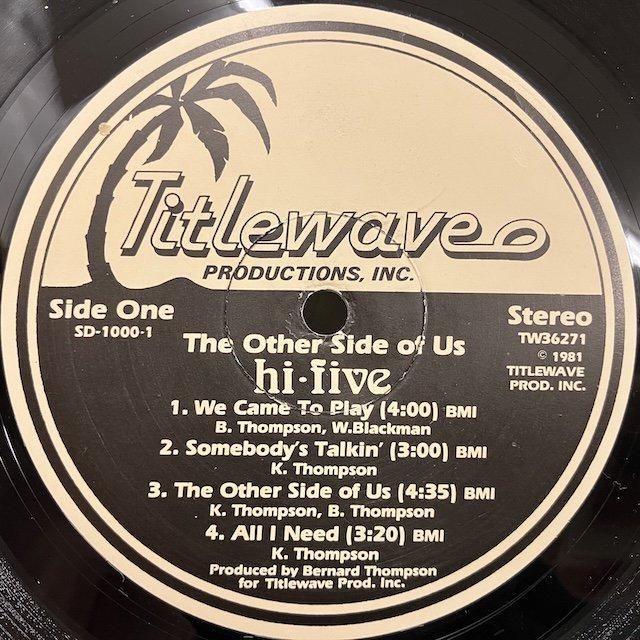 Titlewave
PRODUCTIONS, INC.
Side One
SD-1000-1
Stereo
TW36271
© 1981
TITLEWAVE
PROD. INC.
The Other Side of Us
hi-five
1. We Came To Play (4:00) BMI
B. Thompson, W.Blackman
2. Somebody's Talkin' (3:00) BMI
K. Thompson
3. The Other Side of Us (4:35) BMI
K. Thompson, B. Thompson
4. All I Need (3:20) BMI
K. Thompson
Produced by Bernard Thompson
for Titlewave Prod. Inc.